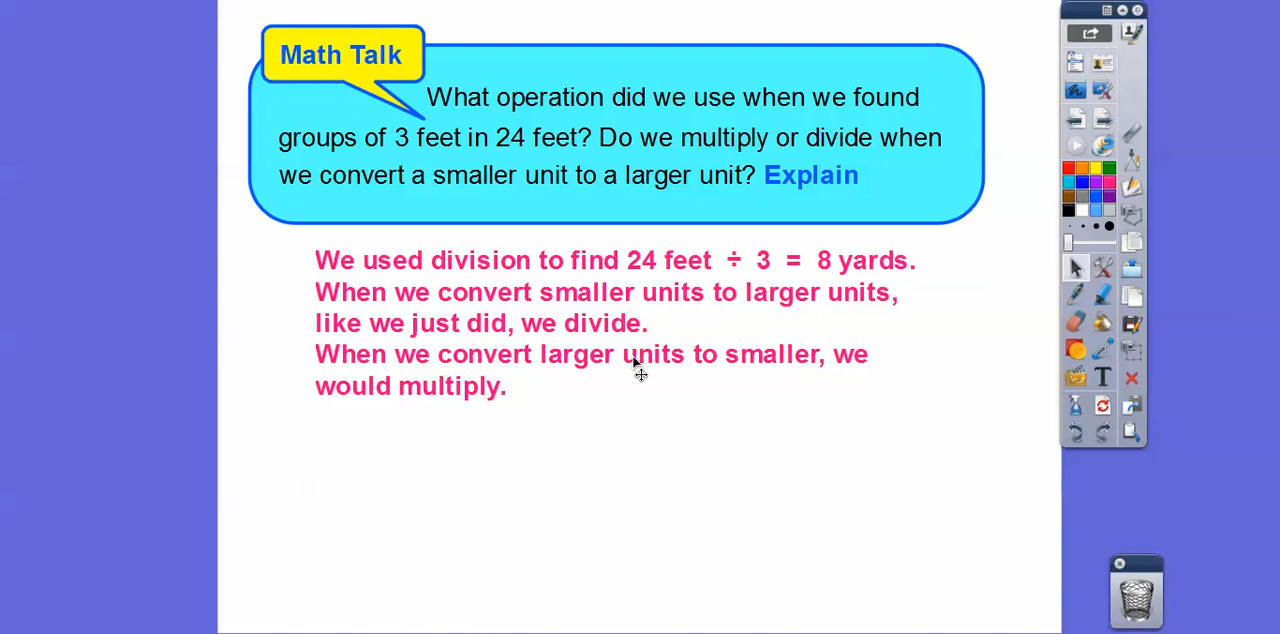 Math Talk
What operation did we use when we found
groups of 3 feet in 24 feet? Do we multiply or divide when
we convert a smaller unit to a larger unit? Explain
We used division to find 24 feet ÷ 3 = 8 yards.
When we convert smaller units to larger units,
like we just did, we divide.
When we convert larger units to smaller, we
would multiply.